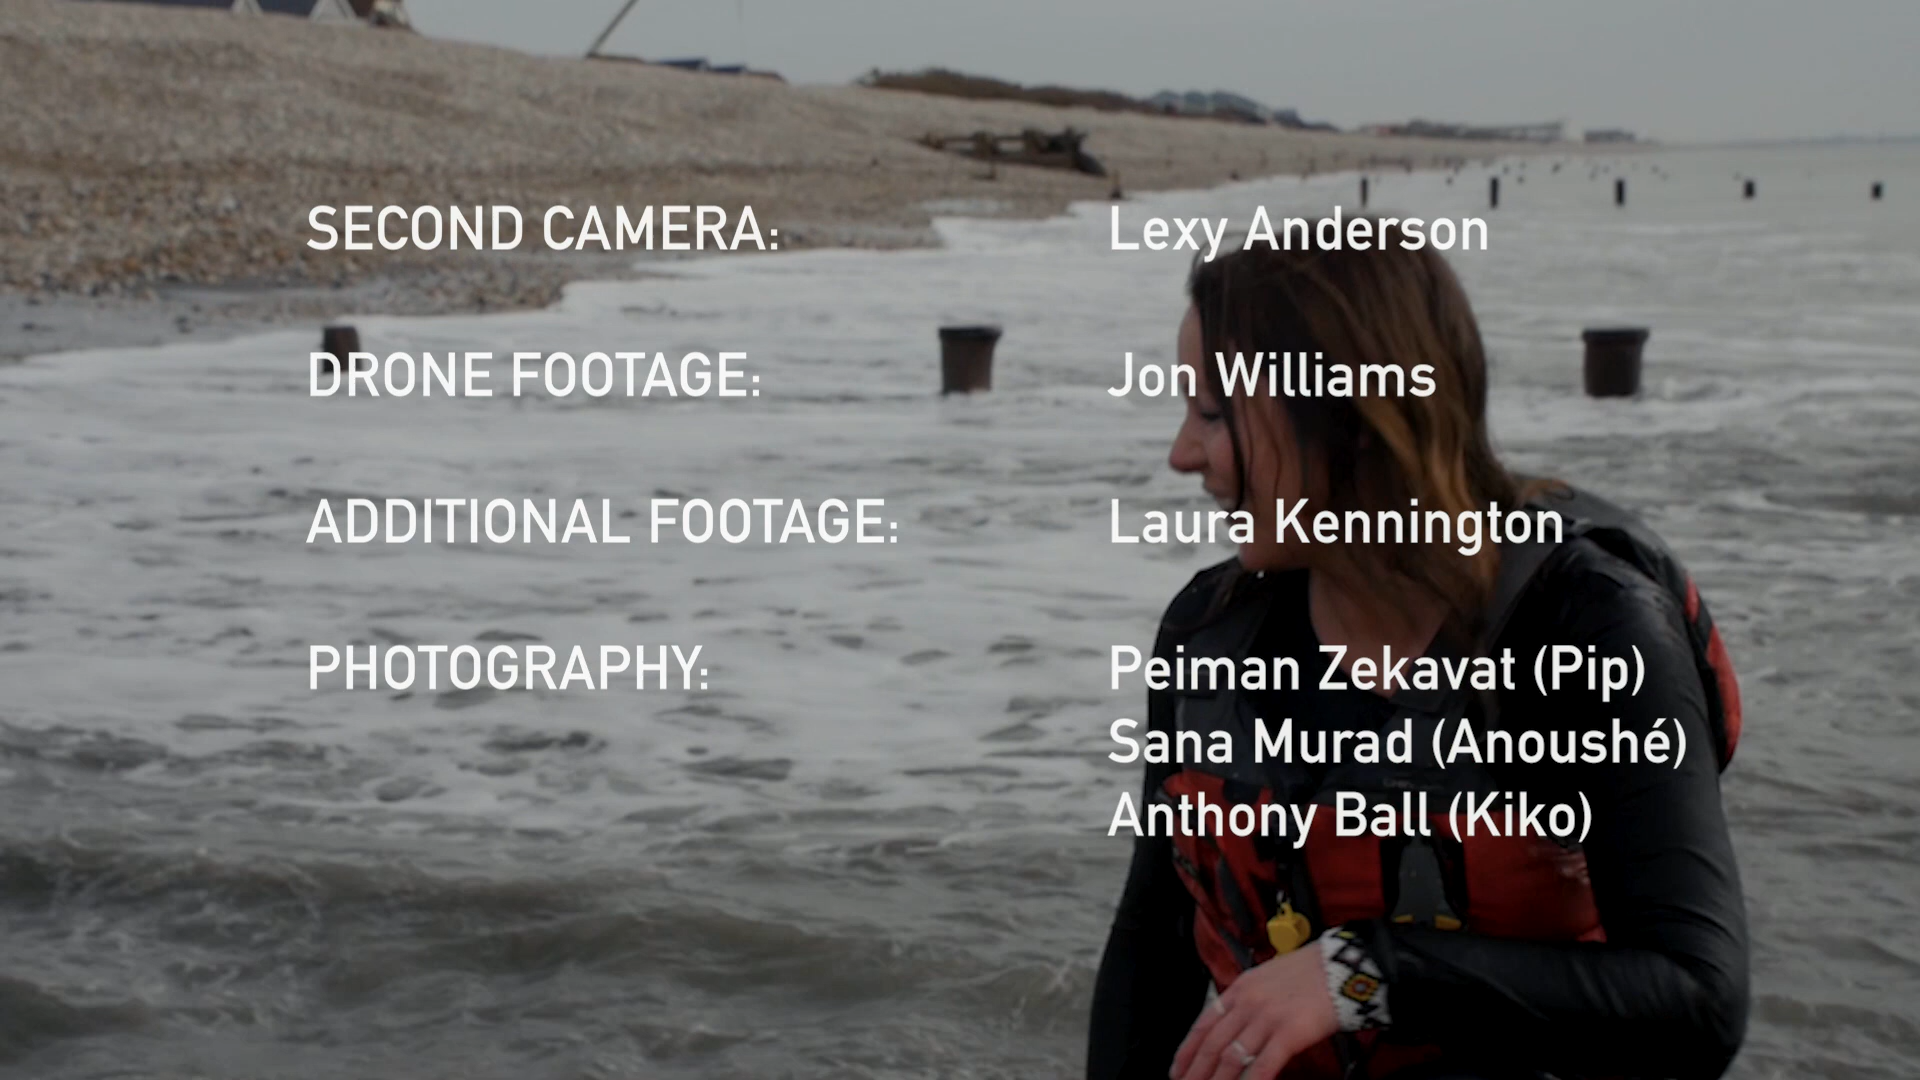 SECOND CAMERA: Lexy Anderson
DRONE FOOTAGE: Jon Williams
ADDITIONAL FOOTAGE: Laura Kennington
PHOTOGRAPHY: Peiman Zekavat (Pip)
Sana Murad (Anoushé)
Anthony Ball (Kiko)